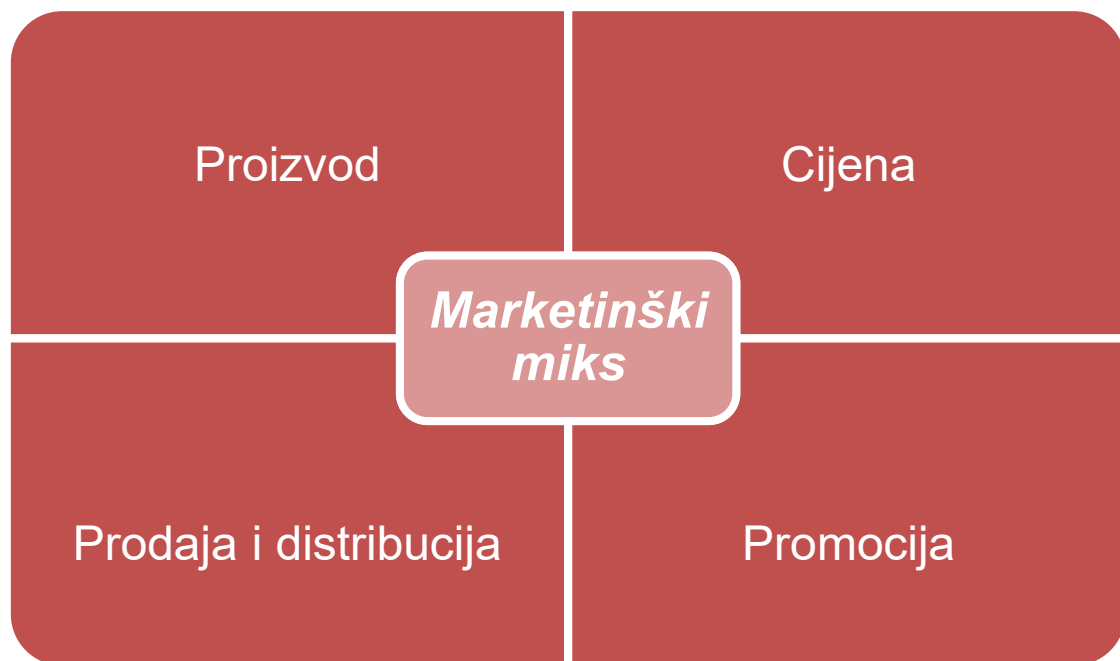 Proizvod
Cijena
Marketinški
miks
Prodaja i distribucija
Promocija